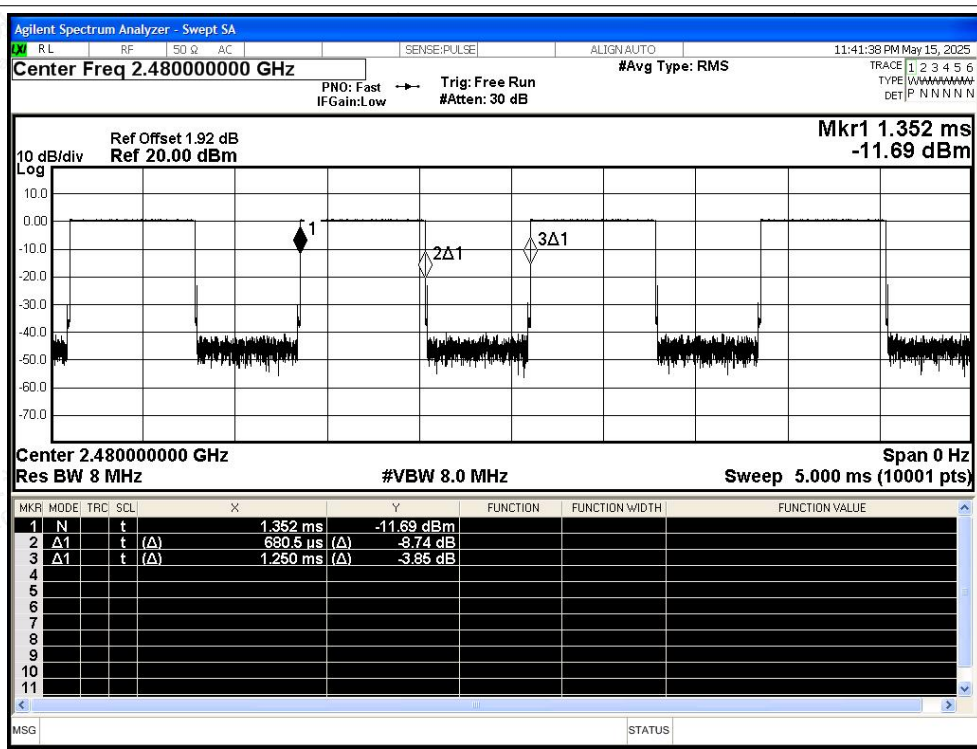 Agilent Spectrum Analyzer - Swept SA
LXI RL RF 50 Ω AC SENSE:PULSE ALIGN AUTO 11:41:38 PM May 15, 2025
Center Freq 2.480000000 GHz #Avg Type: RMS TRACE 1 2 3 4 5 6
PNO: Fast Trig: Free Run TYPE WWWWWW
IFGain:Low #Atten: 30 dB DET P N N N N N
Mkr1 1.352 ms
Ref Offset 1.92 dB
10 dB/div Ref 20.00 dBm -11.69 dBm
Log
10.0
0.00
1
2Δ1
3Δ1
-10.0
-20.0
-30.0
-40.0
-50.0
-60.0
-70.0
Center 2.480000000 GHz Span 0 Hz
Res BW 8 MHz #VBW 8.0 MHz Sweep 5.000 ms (10001 pts)
MKR MODE TRC SCL X Y FUNCTION FUNCTION WIDTH FUNCTION VALUE
1 N t 1.352 ms -11.69 dBm
2 Δ1 t (Δ) 680.5 μs (Δ) -8.74 dB
3 Δ1 t (Δ) 1.250 ms (Δ) -3.85 dB
4
5
6
7
8
9
10
11
MSG STATUS